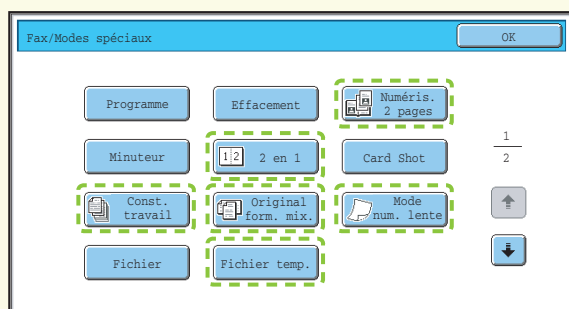 Fax/Modes spéciaux
OK
Programme
Effacement
Numéris.
2 pages
Minuteur
1 2
2 en 1
Card Shot
1
2
Const.
travail
Original
form. mix.
Mode
num. lente
Fichier
Fichier temp.